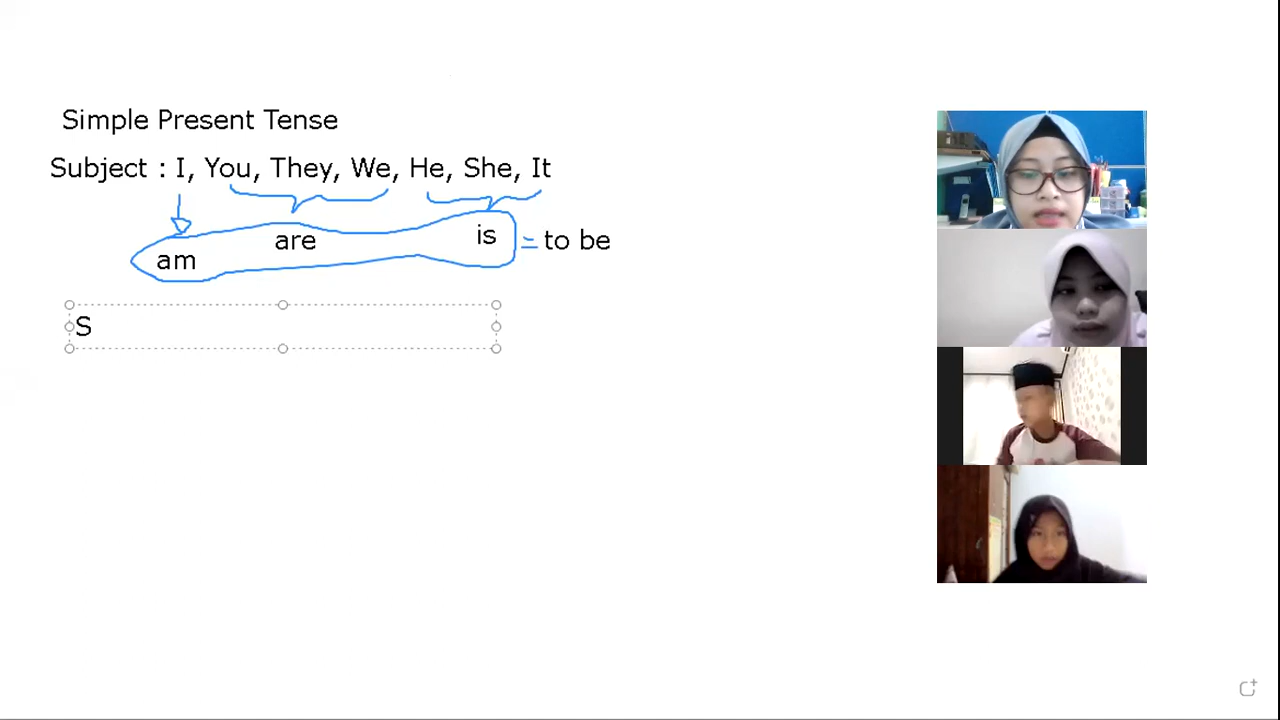 Simple Present Tense
Subject : I, You, They, We, He, She, It
am are is = to be
S